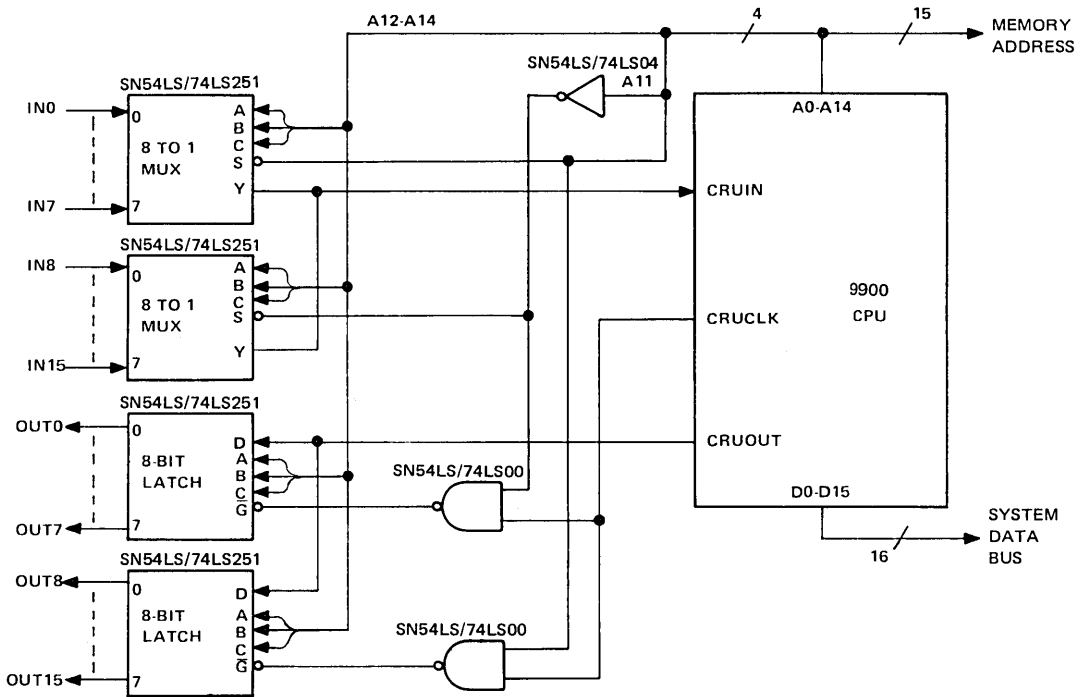 A12-A14
4
15
MEMORY
ADDRESS
SN54LS/74LS04
A11
SN54LS/74LS251
IN0
0
A
B
C
S
Y
8 TO 1
MUX
IN7
7
A0-A14
CRUIN
SN54LS/74LS251
IN8
0
A
B
C
S
Y
8 TO 1
MUX
IN15
7
9900
CPU
CRUCLK
SN54LS/74LS251
OUT0
0
D
A
B
C
G̅
8-BIT
LATCH
OUT7
7
SN54LS/74LS00
CRUOUT
D0-D15
16
SYSTEM
DATA
BUS
SN54LS/74LS251
OUT8
0
D
A
B
C
G̅
8-BIT
LATCH
OUT15
7
SN54LS/74LS00